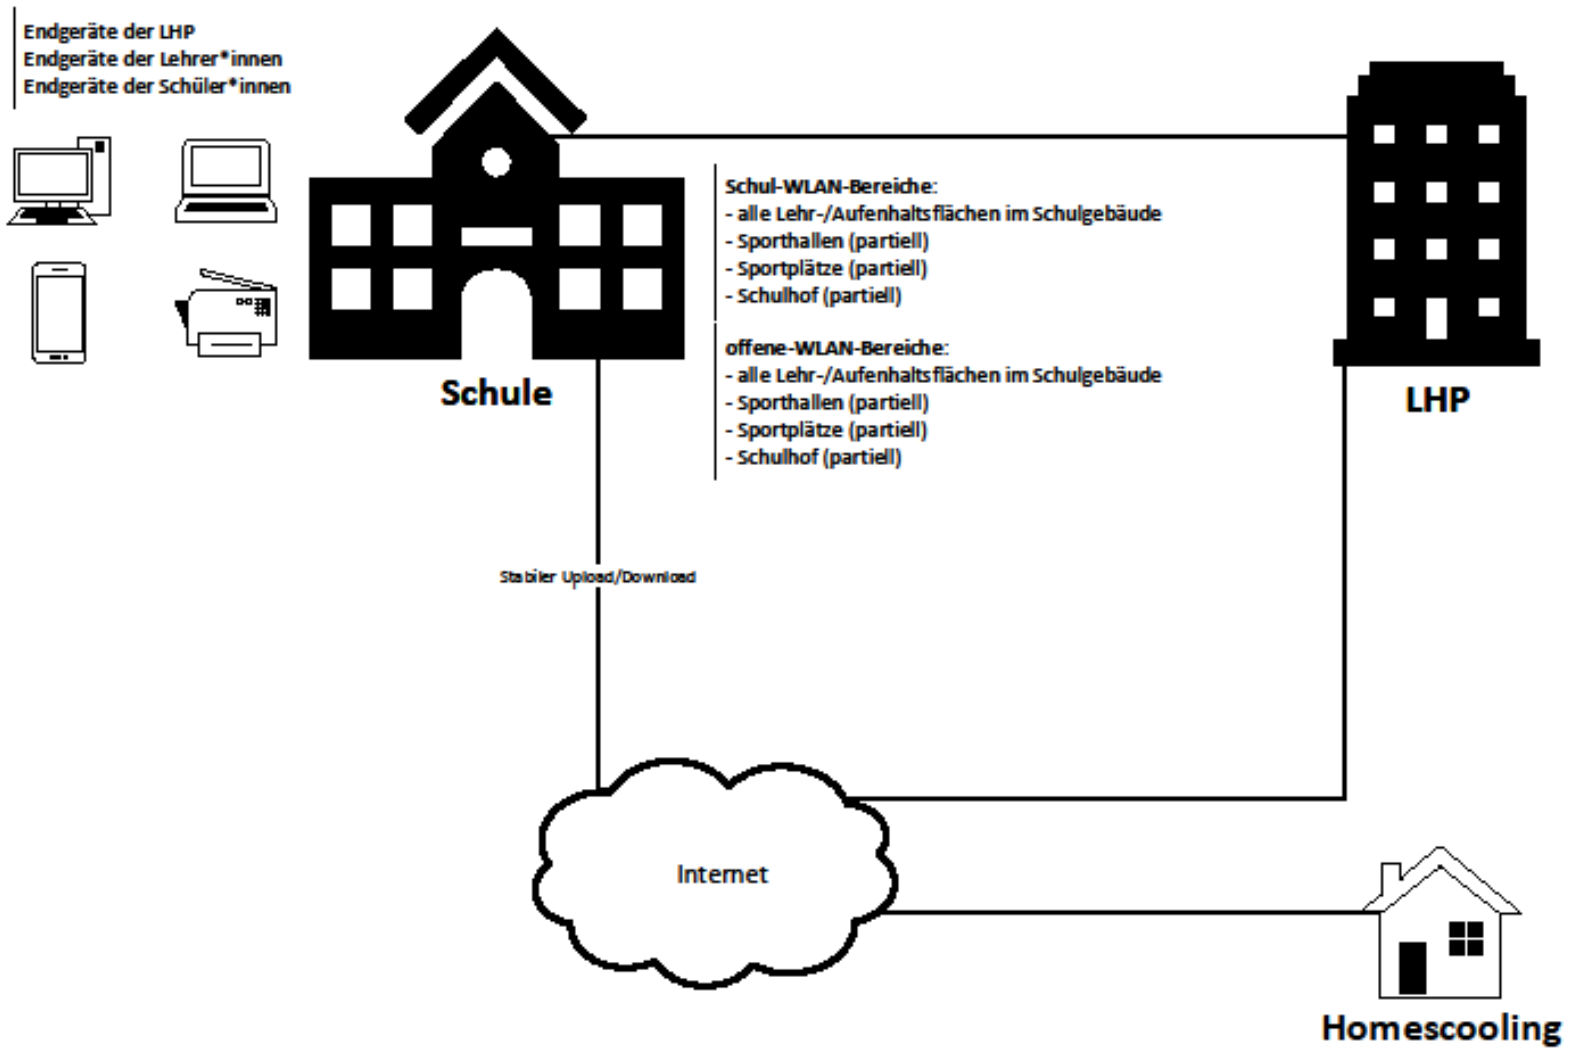 Endgeräte der LHP
Endgeräte der Lehrer*innen
Endgeräte der Schüler*innen
Schul-WLAN-Bereiche:
- alle Lehr-/Aufenhaltsflächen im Schulgebäude
- Sporthallen (partiell)
- Sportplätze (partiell)
- Schulhof (partiell)
offene-WLAN-Bereiche:
- alle Lehr-/Aufenhaltsflächen im Schulgebäude
- Sporthallen (partiell)
- Sportplätze (partiell)
- Schulhof (partiell)
Schule
LHP
Stabiler Upload/Download
Internet
Homescooling